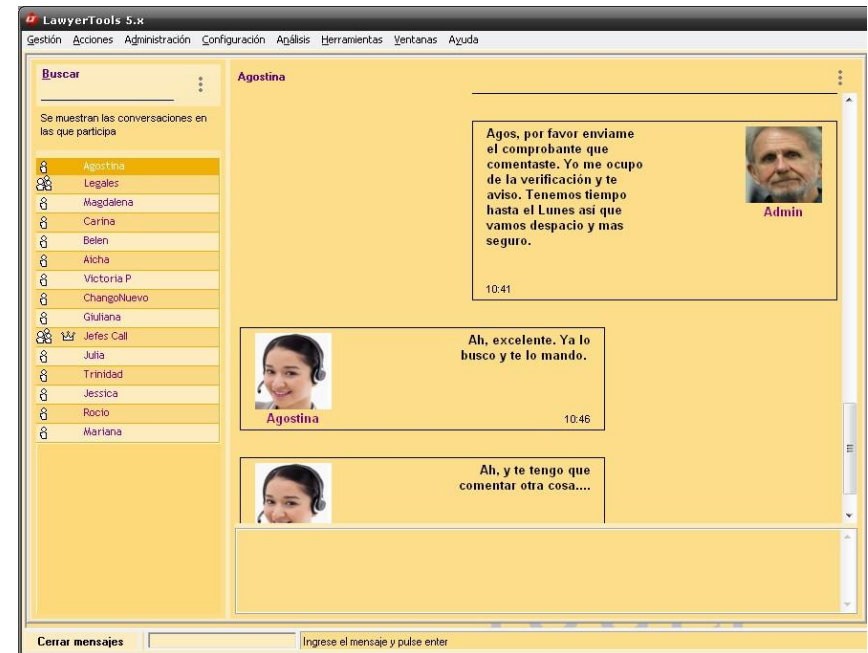 LawyerTools 5.x
Gestión Acciones Administración Configuración Análisis Herramientas Ventanas Ayuda
Buscar
Se muestran las conversaciones en
las que participa
Agostina
Legales
Magdalena
Carina
Belen
Aicha
Victoria P
ChangoNuevo
Giuliana
Jefes Call
Julia
Trinidad
Jessica
Rocio
Mariana
Agostina
Agos, por favor enviame
el comprobante que
comentaste. Yo me ocupo
de la verificación y te
aviso. Tenemos tiempo
hasta el Lunes asi que
vamos despacio y mas
seguro.
Admin
10:41
Ah, excelente. Ya lo
busco y te lo mando.
Agostina
10:46
Ah, y te tengo que
comentar otra cosa....
Cerrar mensajes
Ingrese el mensaje y pulse enter